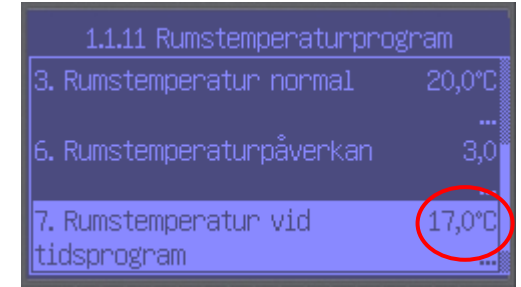 1.1.11 Rumstemperaturprogram
3. Rumstemperatur normal 20,0°C
...
6. Rumstemperaturpåverkan 3,0
...
7. Rumstemperatur vid 17,0°C
tidsprogram ...